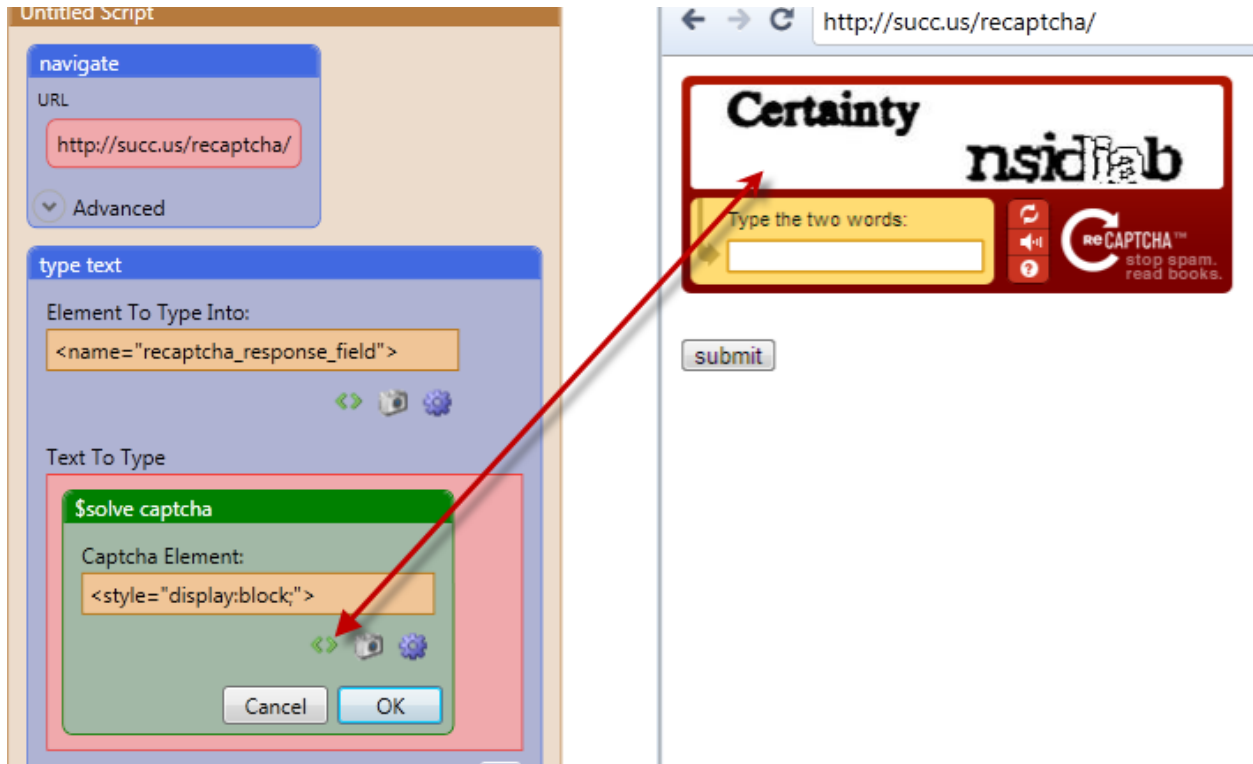 Untitled Script
navigate
URL
http://succ.us/recaptcha/
Advanced
type text
Element To Type Into:
<name="recaptcha_response_field">
Text To Type
$solve captcha
Captcha Element:
<style="display:block;">
Cancel
OK
http://succ.us/recaptcha/
Certainty
nsidlab
Type the two words:
ReCAPTCHA™
stop spam.
read books.
submit